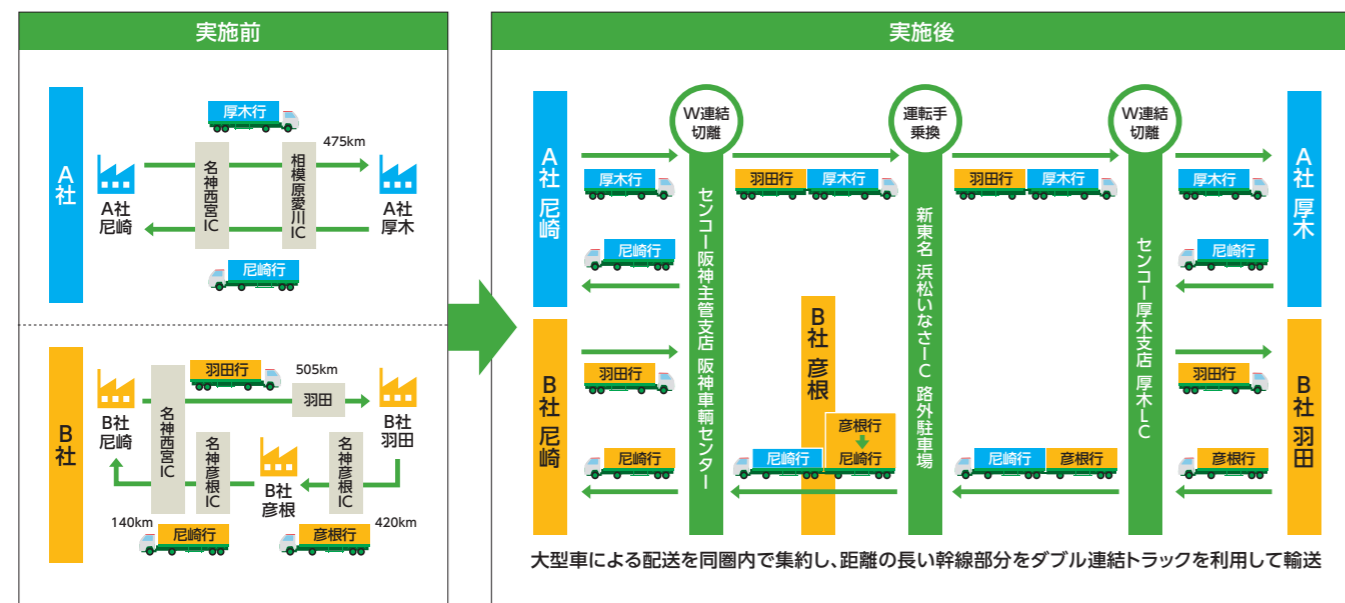 実施前
A社
厚木行
475km
名神西宮IC
相模原愛川IC
A社
尼崎
A社
厚木
尼崎行
B社
羽田行
505km
羽田
B社
尼崎
名神西宮IC
名神彦根IC
B社
彦根
名神彦根IC
B社
羽田
140km
尼崎行
彦根行
420km
実施後
W連結
切離
運転手
乗換
W連結
切離
A社 尼崎
厚木行
羽田行
厚木行
羽田行
厚木行
厚木行
A社 厚木
尼崎行
尼崎行
センコー阪神主管支店 阪神車輌センター
新東名 浜松いなさIC 路外駐車場
センコー厚木支店 厚木LC
B社 尼崎
B社 彦根
B社 羽田
羽田行
羽田行
尼崎行
尼崎行
彦根行
尼崎行
尼崎行
彦根行
彦根行
大型車による配送を同圏内で集約し、距離の長い幹線部分をダブル連結トラックを利用して輸送